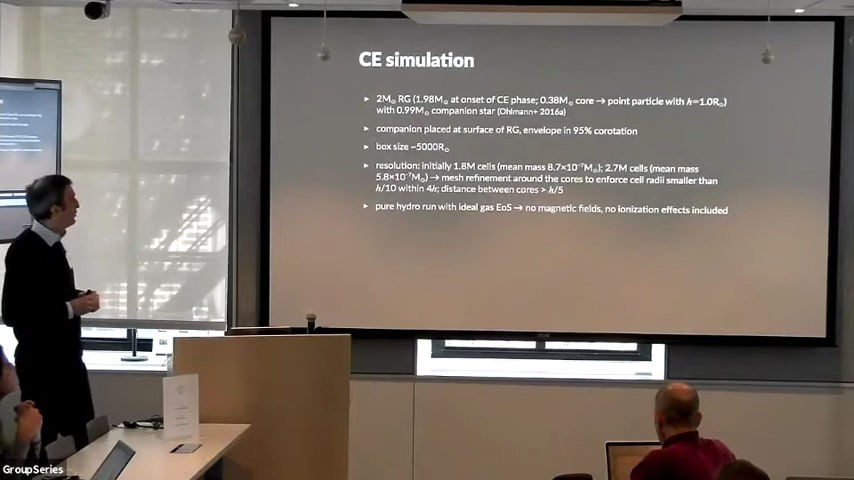 CE simulation
2M☉ RG (1.98M☉ at onset of CE phase; 0.38M☉ core → point particle with h=1.0R☉)
with 0.99M☉ companion star (Ohlmann+ 2016a)
companion placed at surface of RG, envelope in 95% corotation
box size ~5000R☉
resolution: initially 1.8M cells (mean mass 8.7×10⁻⁷M☉); 2.7M cells (mean mass
5.8×10⁻⁷M☉) → mesh refinement around the cores to enforce cell radii smaller than
h/10 within 4h; distance between cores > h/5
pure hydro run with ideal gas EoS → no magnetic fields, no ionization effects included
GroupSeries